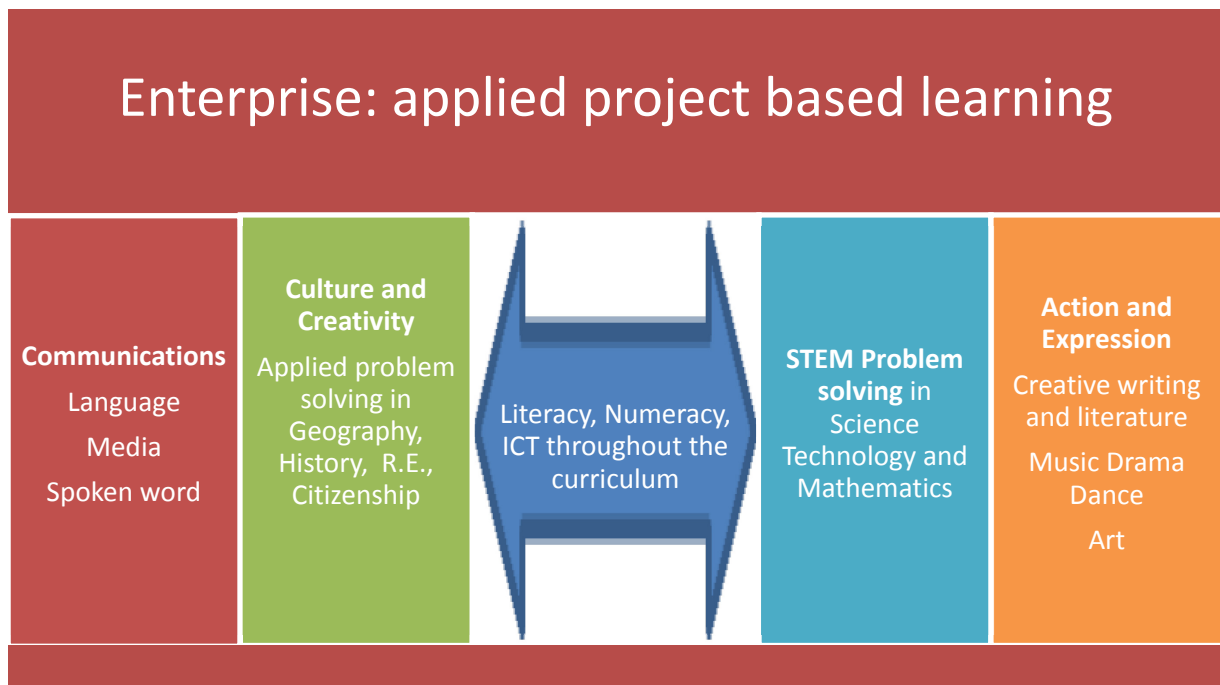 Enterprise: applied project based learning
Communications
Language
Media
Spoken word
Culture and
Creativity
Applied problem
solving in
Geography,
History,  R.E.,
Citizenship
Literacy, Numeracy,
ICT throughout the
curriculum
STEM Problem
solving in
Science
Technology and
Mathematics
Action and
Expression
Creative writing
and literature
Music Drama
Dance
Art